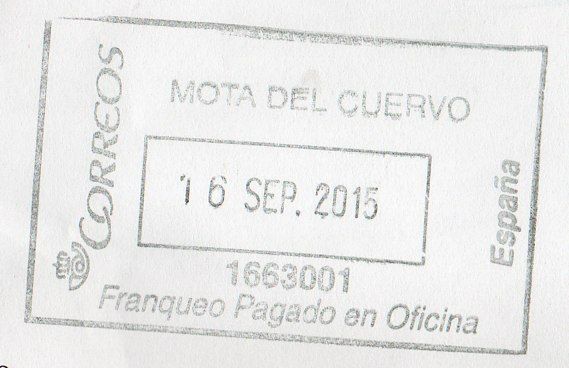 CORREOS
MOTA DEL CUERVO
16 SEP. 2015
España
1663001
Franqueo Pagado en Oficina